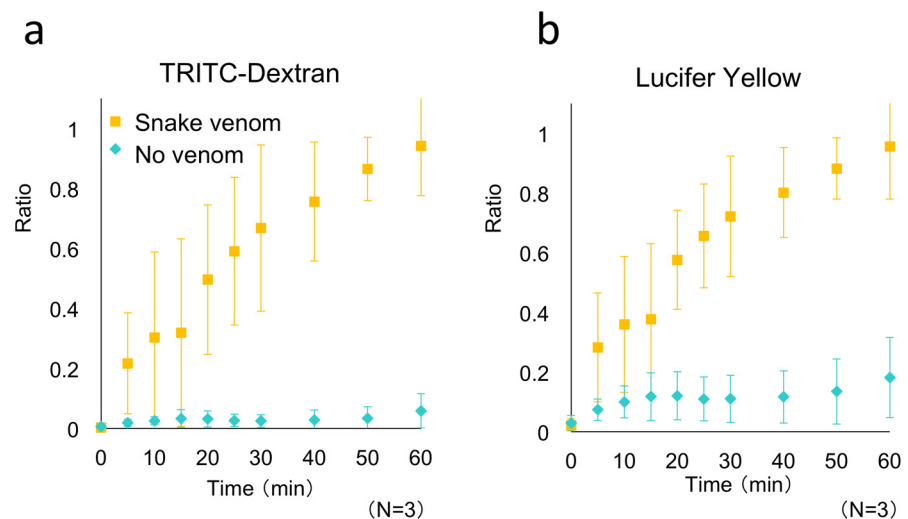 a
TRITC-Dextran
Snake venom
No venom
Ratio
1
0.8
0.6
0.4
0.2
0
0 10 20 30 40 50 60
Time (min)
(N=3)
b
Lucifer Yellow
Ratio
1
0.8
0.6
0.4
0.2
0
0 10 20 30 40 50 60
Time (min)
(N=3)